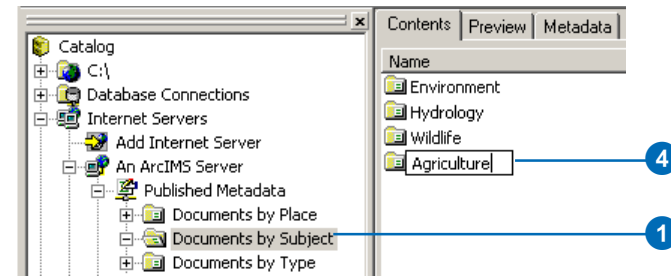 Catalog
C:\
Database Connections
Internet Servers
Add Internet Server
An ArcIMS Server
Published Metadata
Documents by Place
Documents by Subject
Documents by Type
Contents Preview Metadata
Name
Environment
Hydrology
Wildlife
Agriculture
4
1